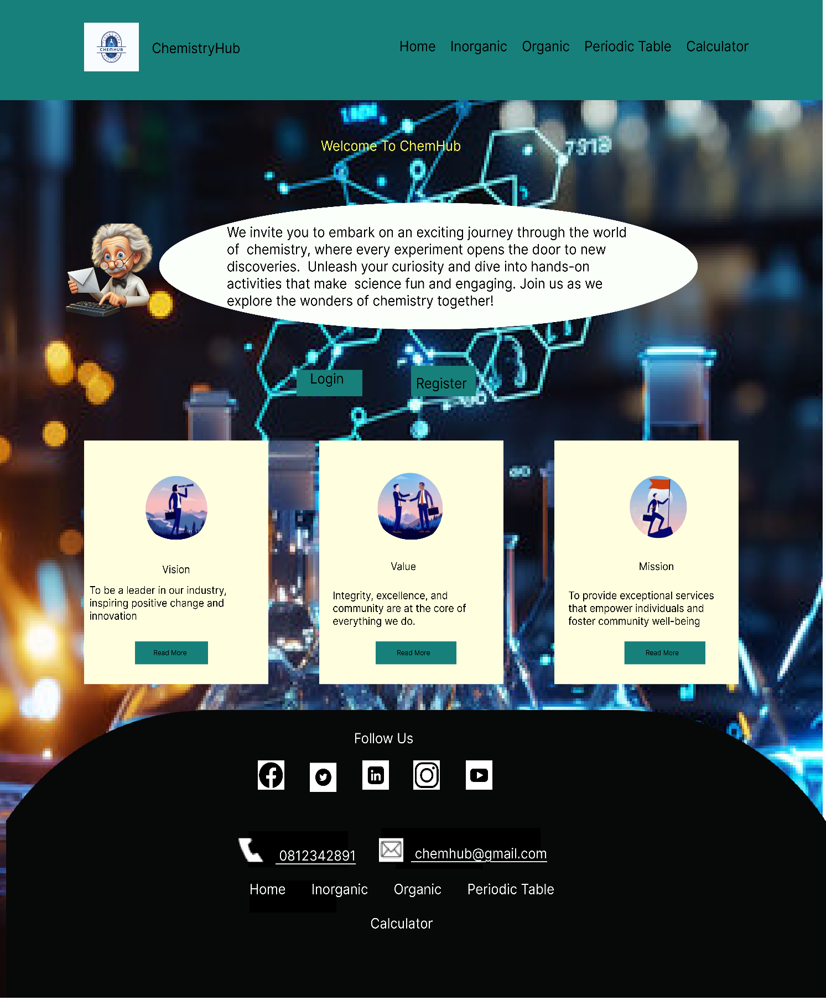 CHEMHUB
ChemistryHub
Home Inorganic Organic Periodic Table Calculator
7919
Welcome To ChemHub
We invite you to embark on an exciting journey through the world
of chemistry, where every experiment opens the door to new
discoveries. Unleash your curiosity and dive into hands-on
activities that make science fun and engaging. Join us as we
explore the wonders of chemistry together!
Login
Register
Vision
To be a leader in our industry,
inspiring positive change and
innovation
Read More
Value
Integrity, excellence, and
community are at the core of
everything we do.
Read More
Mission
To provide exceptional services
that empower individuals and
foster community well-being
Read More
Follow Us
in
0812342891
chemhub@gmail.com
Home Inorganic Organic Periodic Table
Calculator